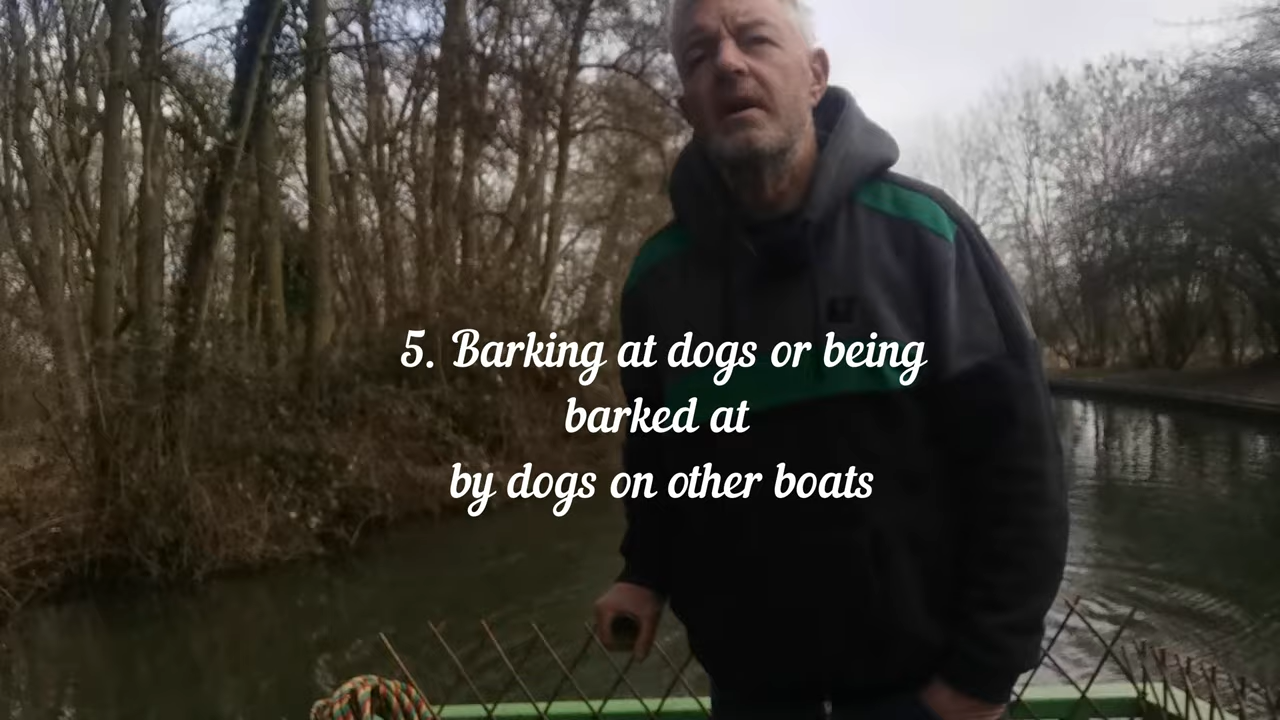 5. Barking at dogs or being
barked at
by dogs on other boats